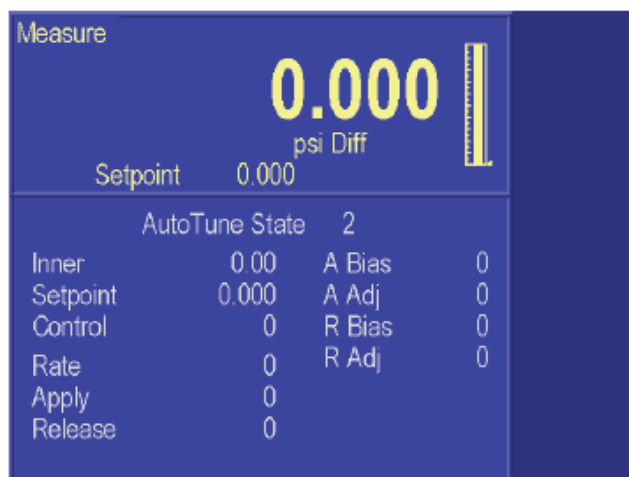 Measure
0.000
psi Diff
Setpoint 0.000
AutoTune State 2
Inner 0.00 A Bias 0
Setpoint 0.000 A Adj 0
Control 0 R Bias 0
Rate 0 R Adj 0
Apply 0
Release 0